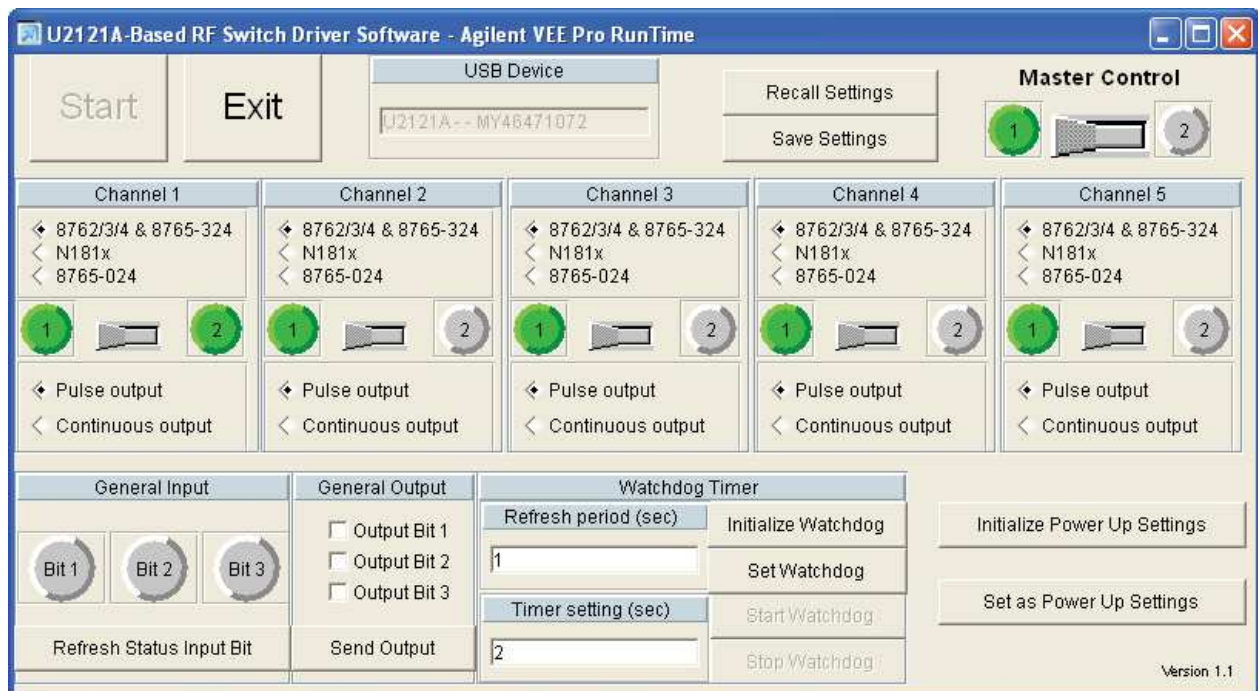 U2121A-Based RF Switch Driver Software - Agilent VEE Pro RunTime
Start
Exit
USB Device
U2121A-- MY46471072
Recall Settings
Save Settings
Master Control
1
2
Channel 1
8762/3/4 & 8765-324
N181x
8765-024
1
2
Pulse output
Continuous output
Channel 2
8762/3/4 & 8765-324
N181x
8765-024
1
2
Pulse output
Continuous output
Channel 3
8762/3/4 & 8765-324
N181x
8765-024
1
2
Pulse output
Continuous output
Channel 4
8762/3/4 & 8765-324
N181x
8765-024
1
2
Pulse output
Continuous output
Channel 5
8762/3/4 & 8765-324
N181x
8765-024
1
2
Pulse output
Continuous output
General Input
Bit 1
Bit 2
Bit 3
Refresh Status Input Bit
General Output
Output Bit 1
Output Bit 2
Output Bit 3
Send Output
Watchdog Timer
Refresh period (sec)
1
Timer setting (sec)
2
Initialize Watchdog
Set Watchdog
Start Watchdog
Stop Watchdog
Initialize Power Up Settings
Set as Power Up Settings
Version 1.1